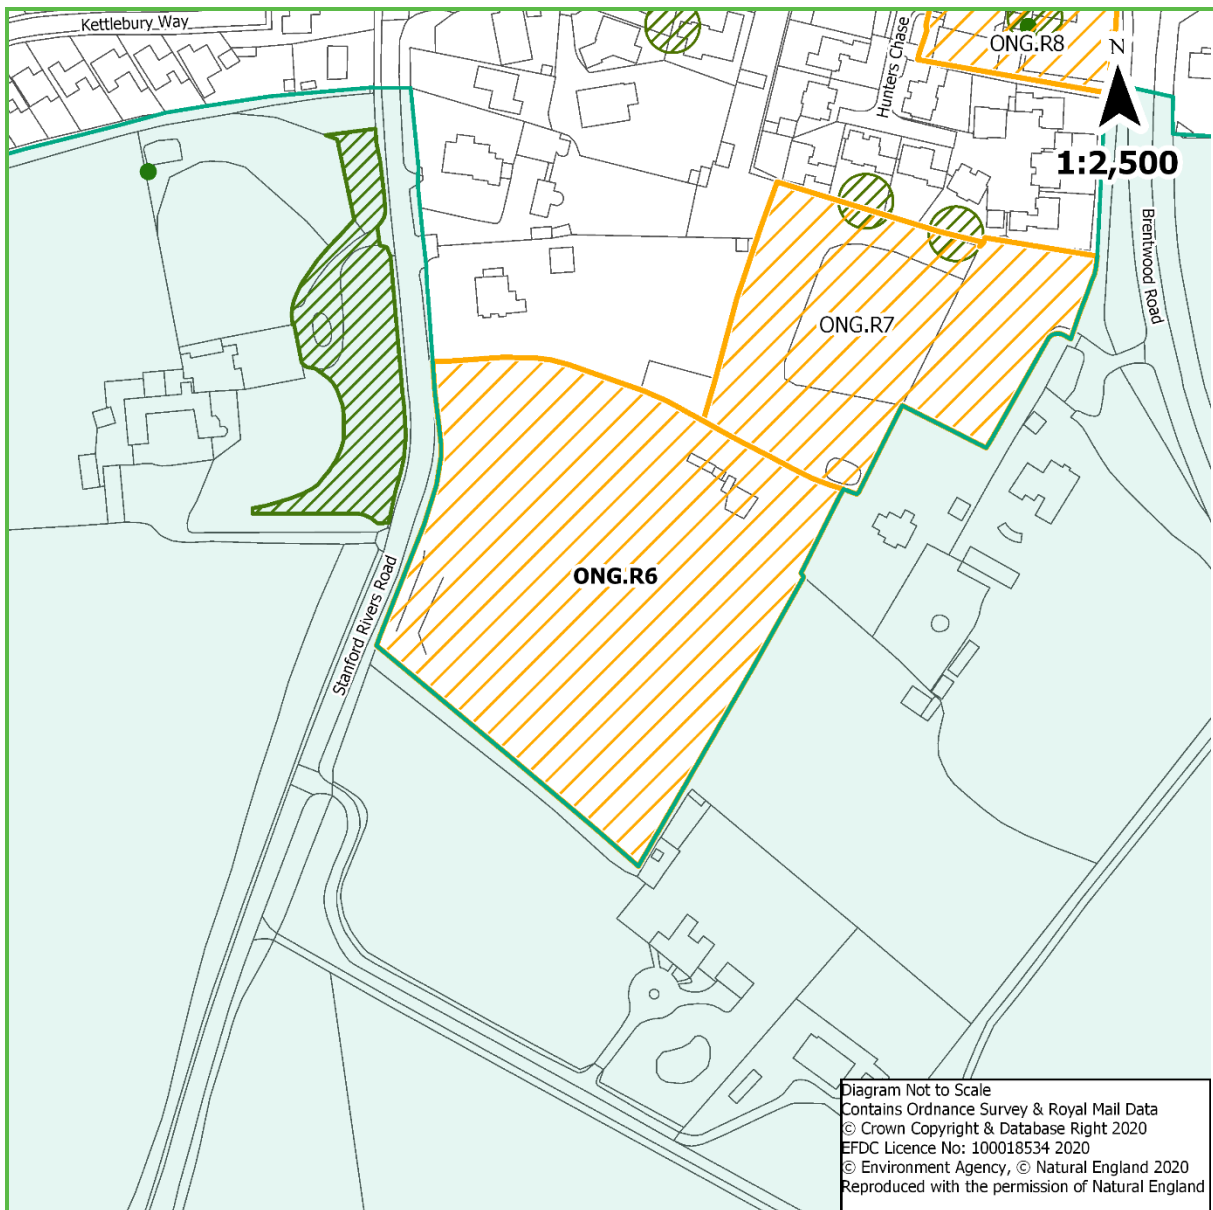 Kettlebury Way
Hunters Chase
ONG.R8
N
1:2,500
Brentwood Road
ONG.R7
ONG.R6
Stanford Rivers Road
Diagram Not to Scale
Contains Ordnance Survey & Royal Mail Data
© Crown Copyright & Database Right 2020
EFDC Licence No: 100018534 2020
© Environment Agency, © Natural England 2020
Reproduced with the permission of Natural England